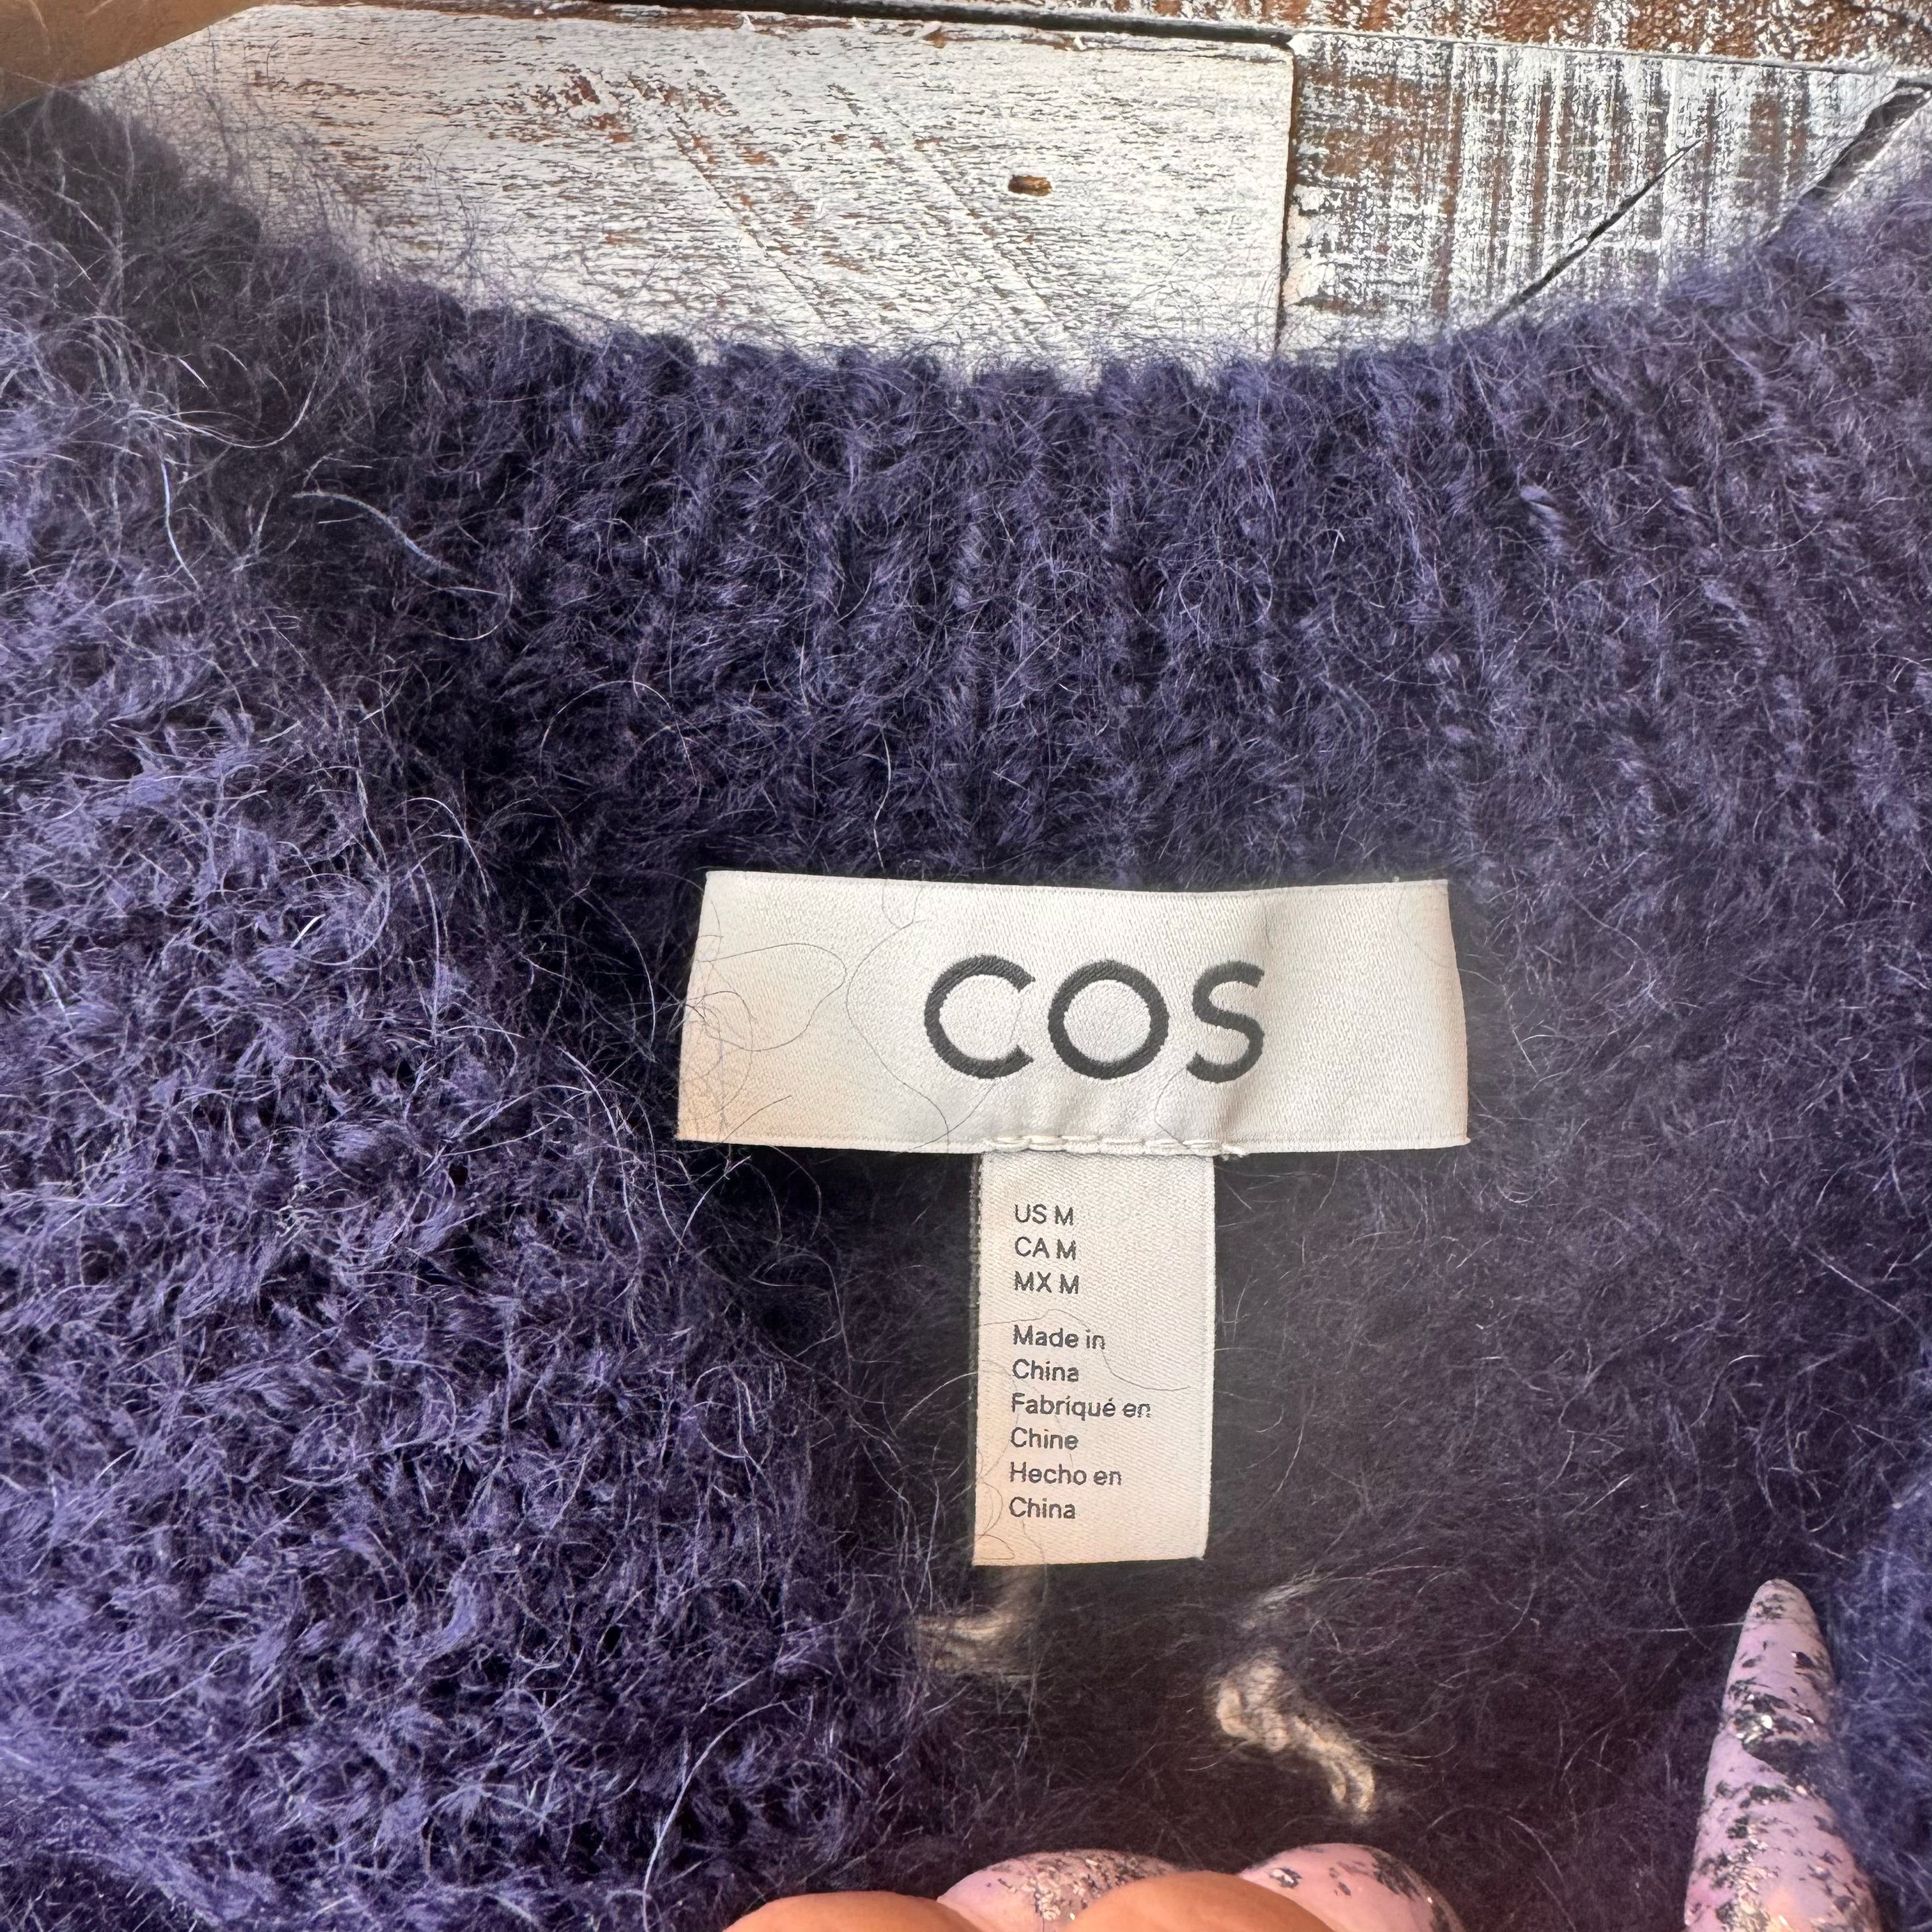 COS
US M
CA M
MX M
Made in
China
Fabriqué en
Chine
Hecho en
China